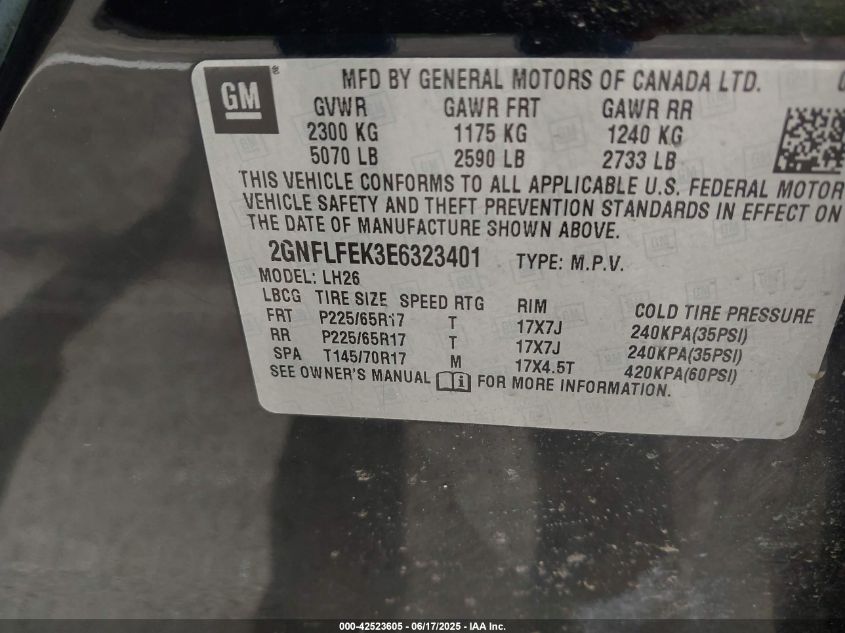 GM ®
MFD BY GENERAL MOTORS OF CANADA LTD.
GVWR GAWR FRT GAWR RR
2300 KG 1175 KG 1240 KG
5070 LB 2590 LB 2733 LB
THIS VEHICLE CONFORMS TO ALL APPLICABLE U.S. FEDERAL MOTOR
VEHICLE SAFETY AND THEFT PREVENTION STANDARDS IN EFFECT ON
THE DATE OF MANUFACTURE SHOWN ABOVE.
2GNFLFEK3E6323401 TYPE: M.P.V.
MODEL: LH26
LBCG TIRE SIZE SPEED RTG RIM COLD TIRE PRESSURE
FRT P225/65R17 T 17X7J 240KPA(35PSI)
RR P225/65R17 T 17X7J 240KPA(35PSI)
SPA T145/70R17 M 17X4.5T 420KPA(60PSI)
SEE OWNER'S MANUAL FOR MORE INFORMATION.
000-42523605 - 06/17/2025 - IAA Inc.